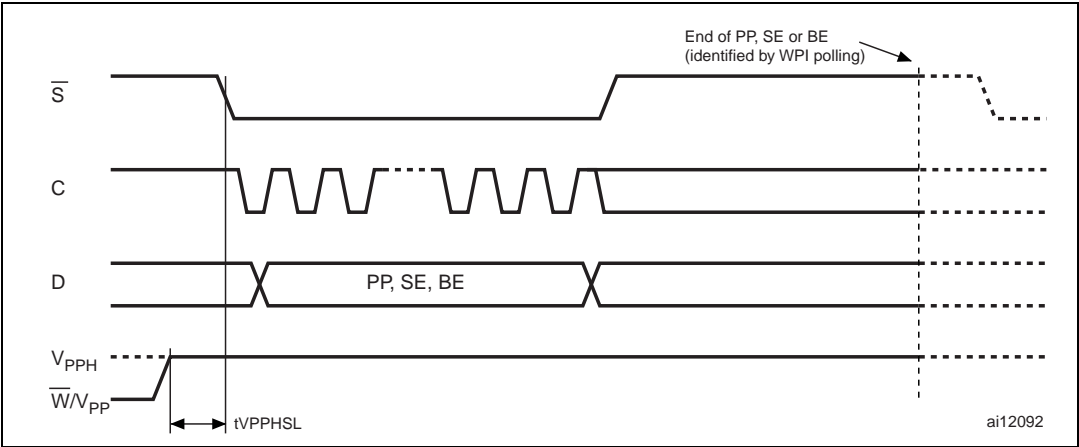 End of PP, SE or BE
(identified by WPI polling)
S̅
C
D
PP, SE, BE
VPPH
W̅/VPP
tVPPHSL
ai12092